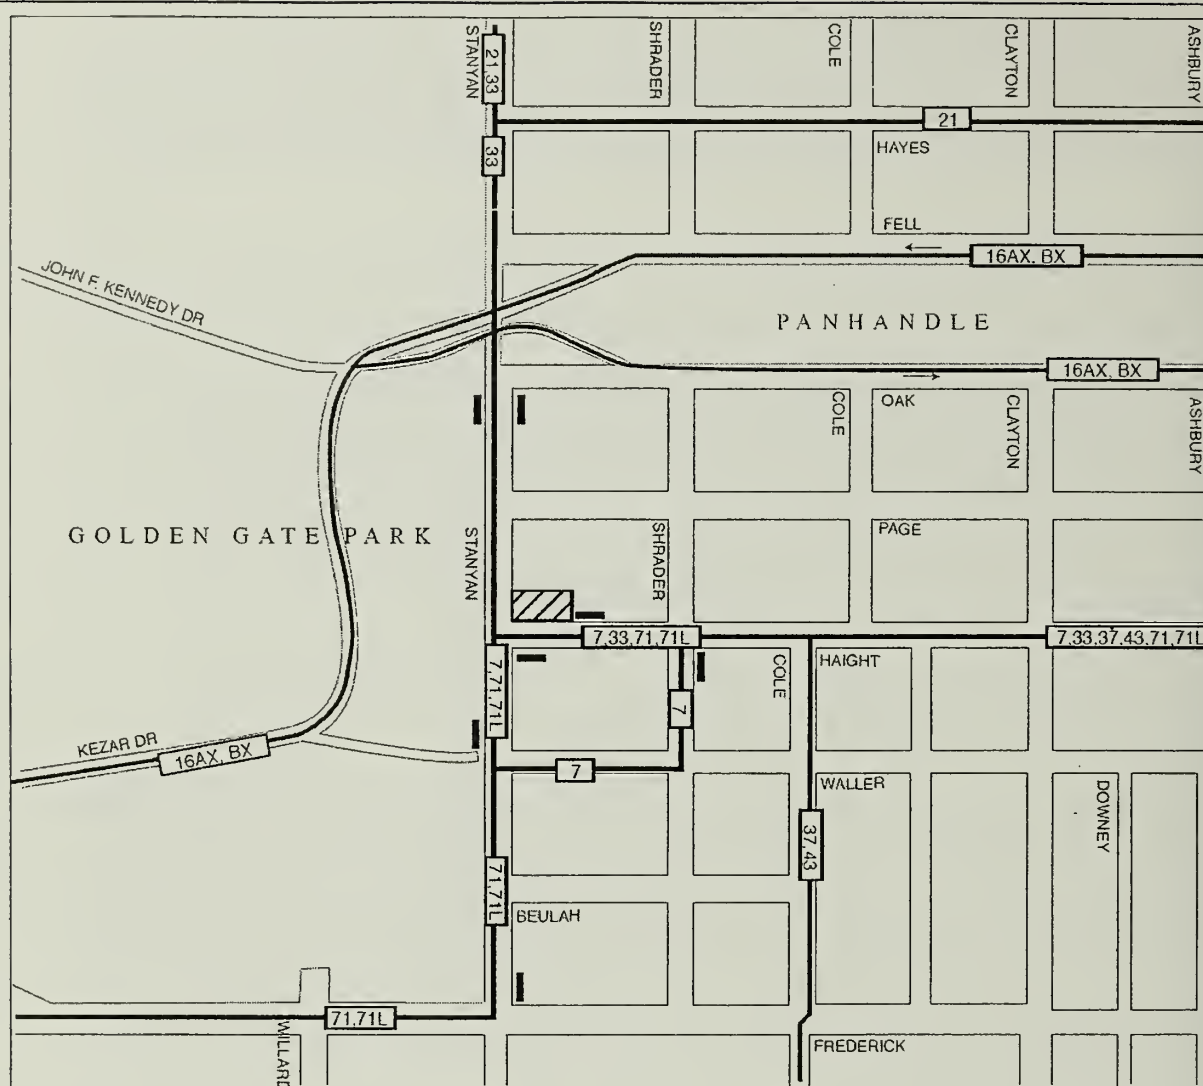 STANYAN
21,33
SHRADER
COLE
CLAYTON
ASHBURY
21
33
HAYES
FELL
16AX, BX
JOHN F. KENNEDY DR
PANHANDLE
16AX, BX
OAK
COLE
CLAYTON
ASHBURY
GOLDEN GATE PARK
STANYAN
SHRADER
PAGE
7,33,71,71L
7,33,37,43,71,71L
7,71,71L
COLE
HAIGHT
7
KEZAR DR
16AX, BX
7
WALLER
DOWNEY
37,43
71,71L
BEULAH
71,71L
WILLARD
FREDERICK